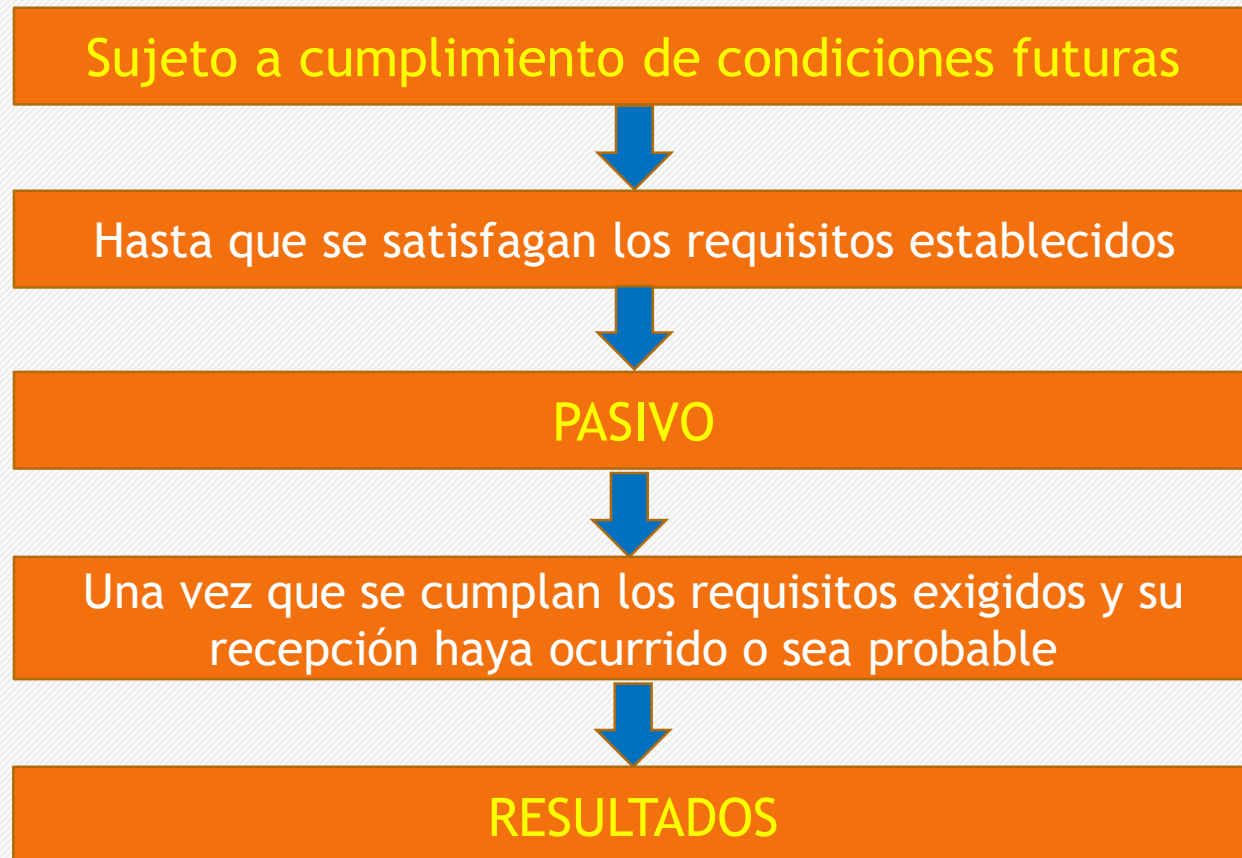 Sujeto a cumplimiento de condiciones futuras
Hasta que se satisfagan los requisitos establecidos
PASIVO
Una vez que se cumplan los requisitos exigidos y su
recepción haya ocurrido o sea probable
RESULTADOS